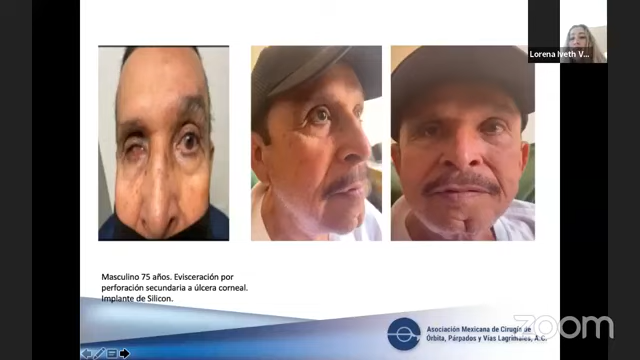 Lorena Iveth V...
Masculino 75 años. Evisceración por
perforación secundaria a úlcera corneal.
Implante de Silicon.
Asociación Mexicana de Cirugía de
Órbita, Párpados y Vías Lagrimales, A.C.
zoom